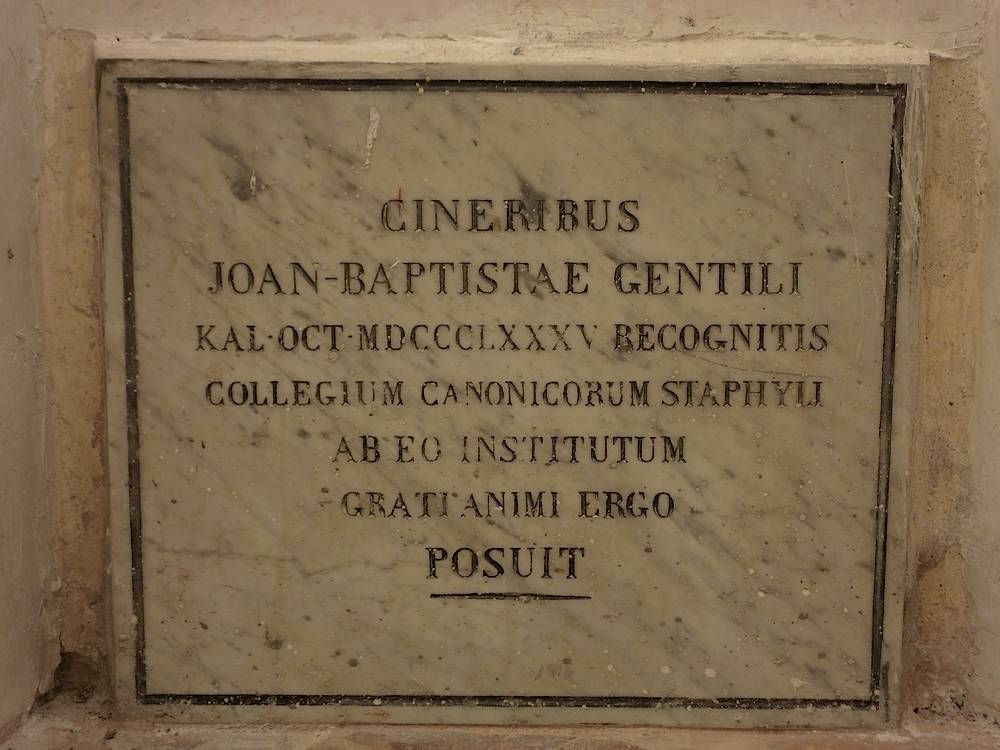 CINERIBUS
JOAN-BAPTISTAE GENTILI
KAL·OCT·MDCCCLXXXV RECOGNITIS
COLLEGIUM CANONICORUM STAPHYLI
AB EO INSTITUTUM
GRATI ANIMI ERGO
POSUIT